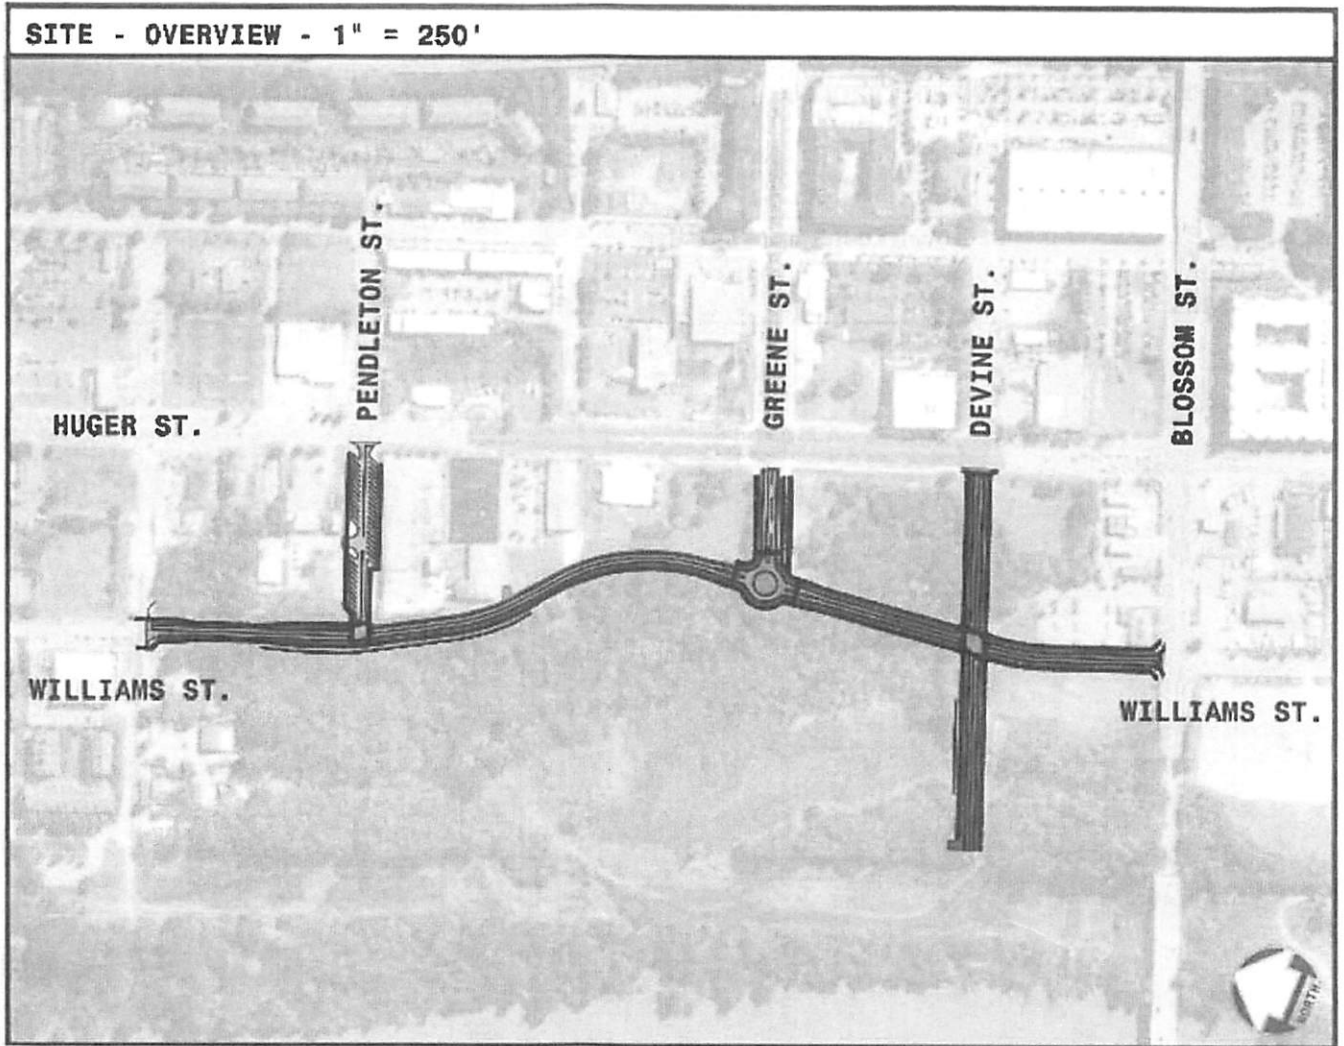 SITE - OVERVIEW - 1" = 250'
PENDLETON ST.
GREENE ST.
DEVINE ST.
BLOSSOM ST.
HUGER ST.
WILLIAMS ST.
WILLIAMS ST.
NORTH